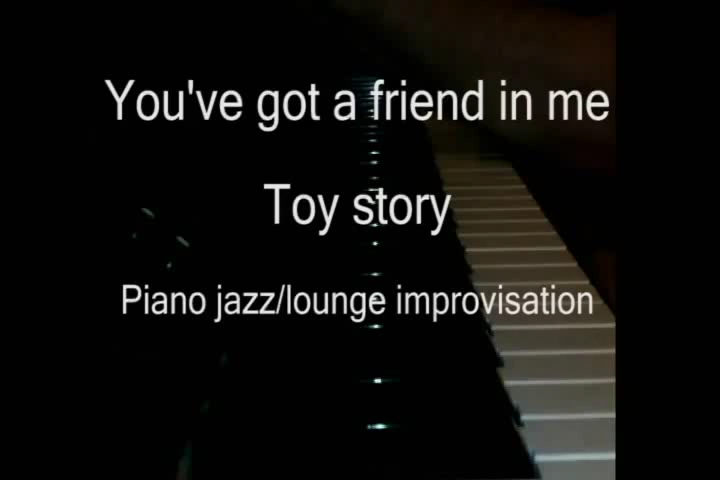 You've got a friend in me
Toy story
Piano jazz/lounge improvisation